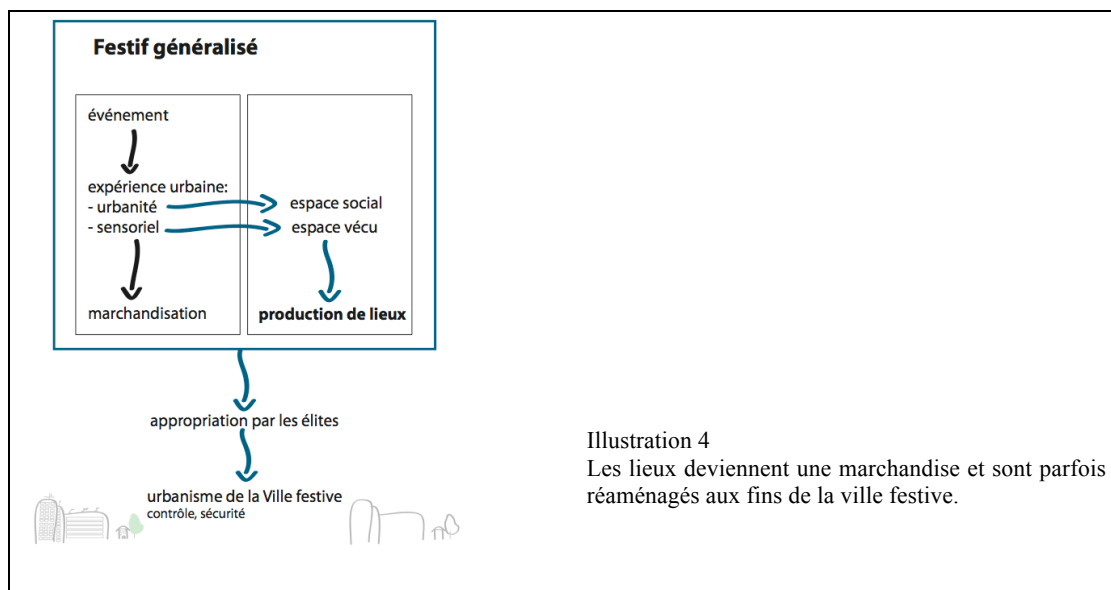 Festif généralisé
événement
expérience urbaine:
- urbanité
- sensoriel
marchandisation
espace social
espace vécu
production de lieux
appropriation par les élites
urbanisme de la Ville festive
contrôle, sécurité
Illustration 4
Les lieux deviennent une marchandise et sont parfois
réaménagés aux fins de la ville festive.